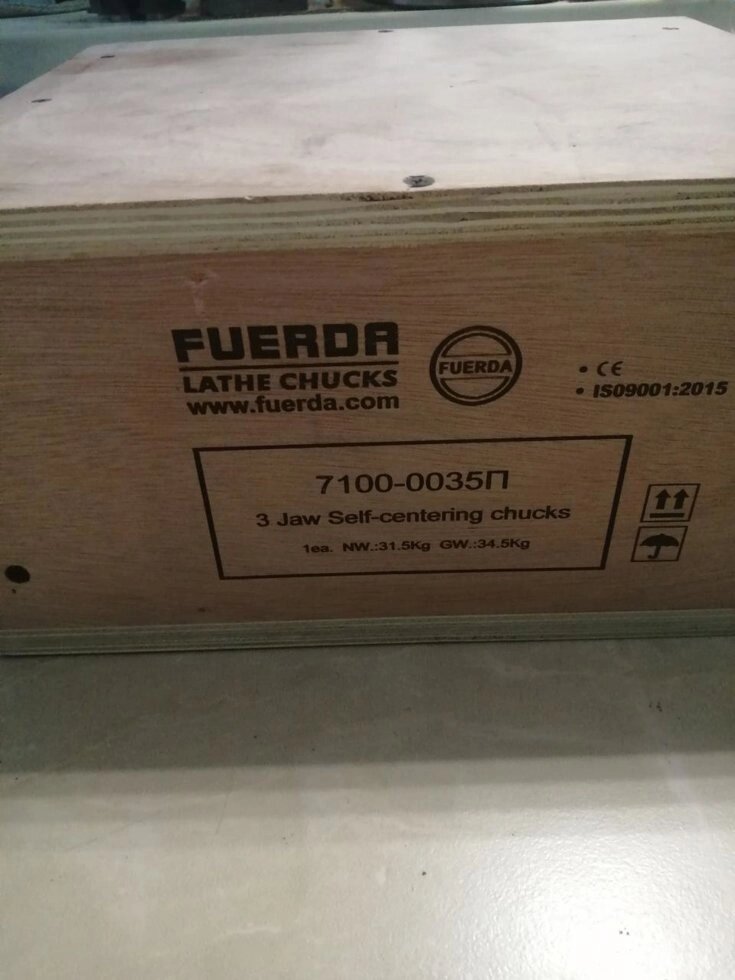 FUERDA
LATHE CHUCKS
www.fuerda.com
FUERDA
• CE
• ISO9001:2015
7100-0035П
3 Jaw Self-centering chucks
1ea. NW.:31.5Kg GW.:34.5Kg